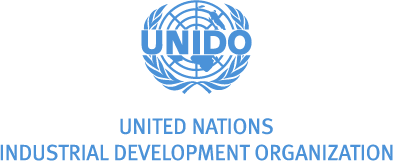 UNIDO
UNITED NATIONS
INDUSTRIAL DEVELOPMENT ORGANIZATION